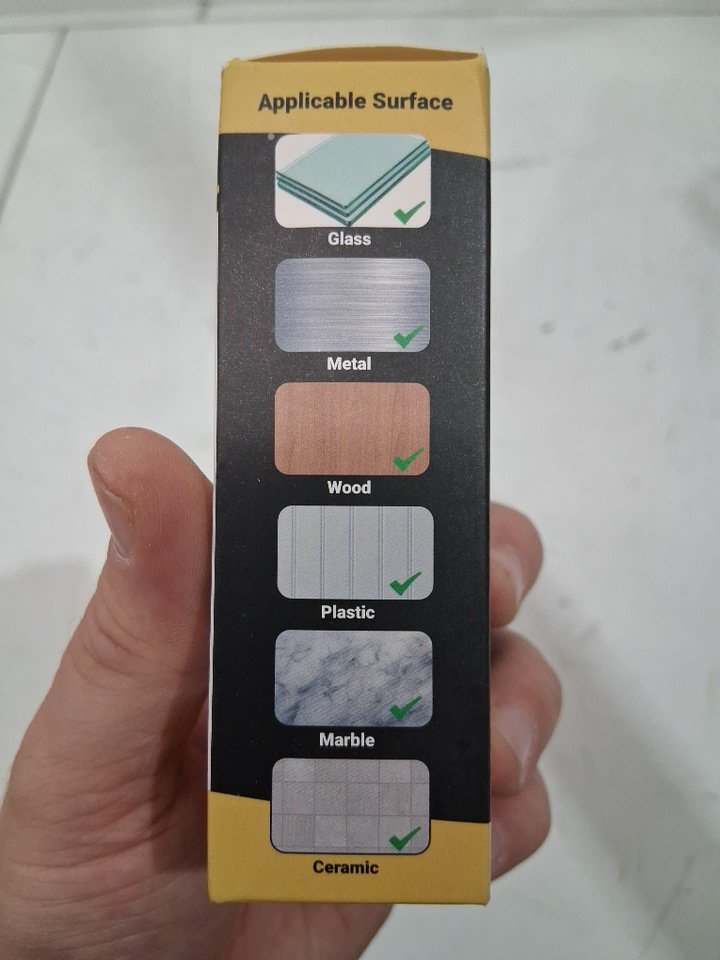 Applicable Surface
Glass
Metal
Wood
Plastic
Marble
Ceramic